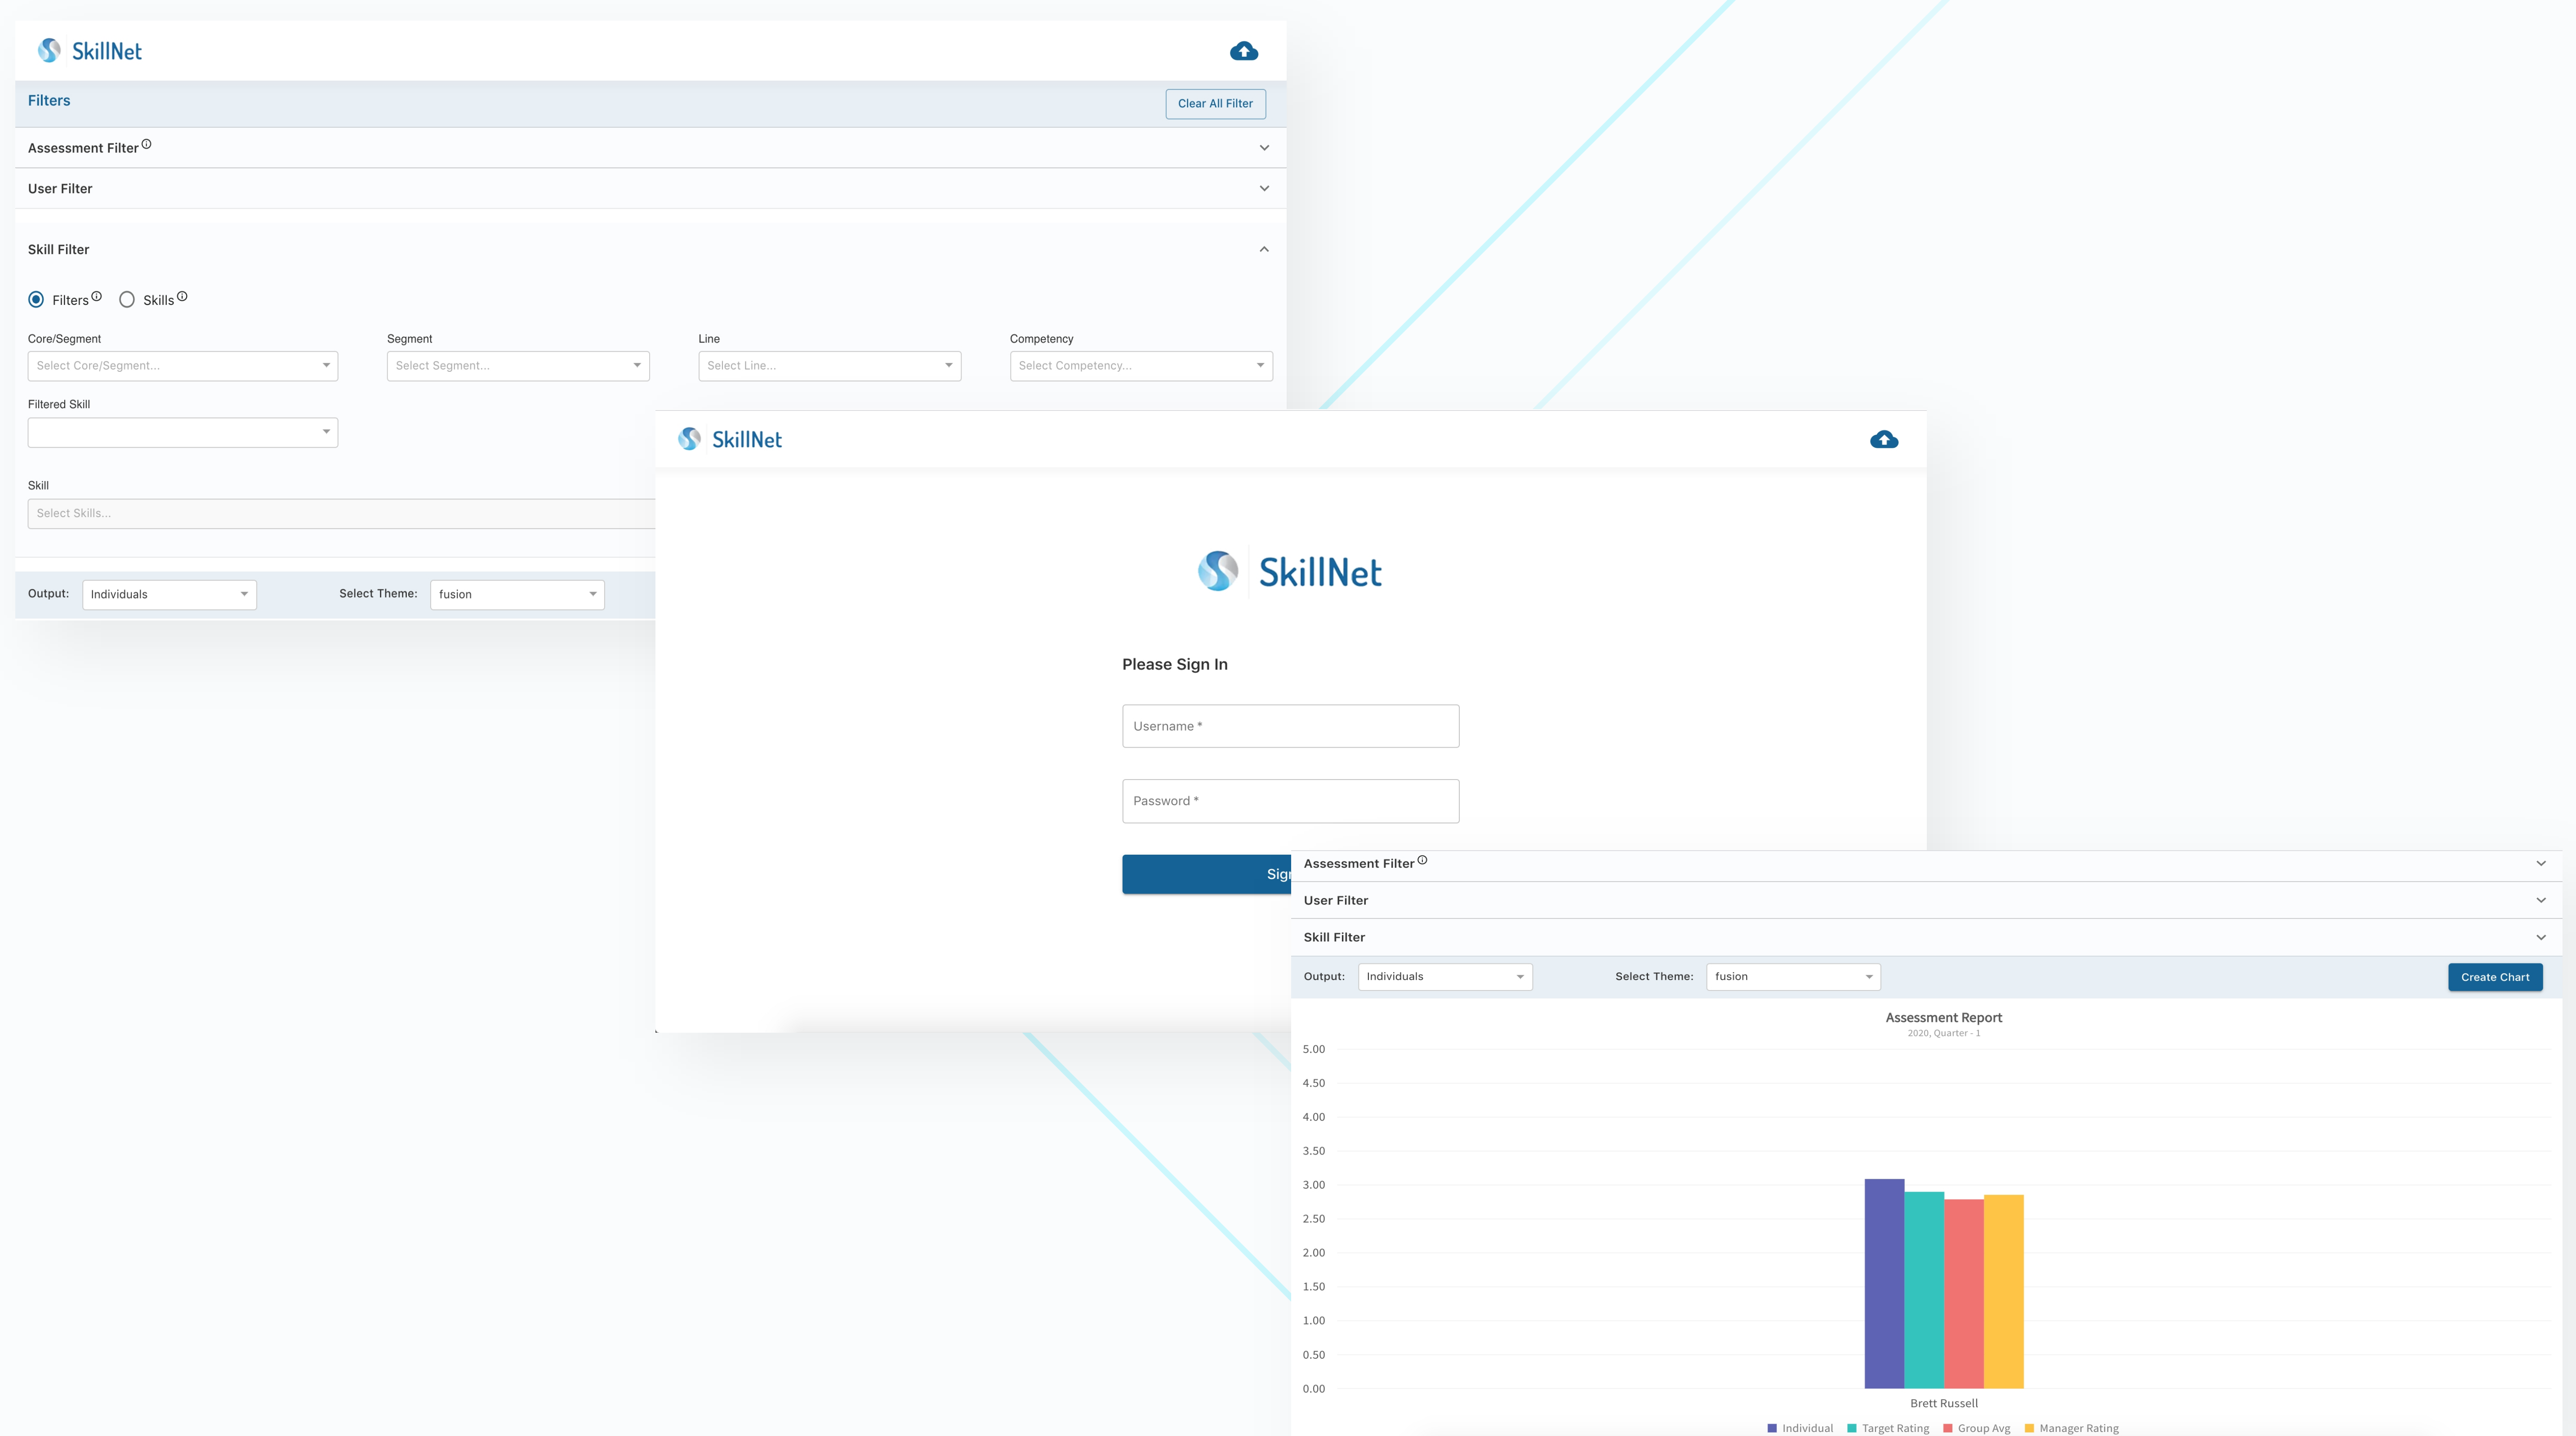 SkillNet
Filters
Clear All Filter
Assessment Filter
User Filter
Skill Filter
Filters Skills
Core/Segment Segment Line Competency
Select Core/Segment... Select Segment... Select Line... Select Competency...
Filtered Skill
Skill
Select Skills...
Output: Individuals Select Theme: fusion
SkillNet
SkillNet
Please Sign In
Username *
Password *
Assessment Filter
User Filter
Skill Filter
Output: Individuals Select Theme: fusion Create Chart
Assessment Report
2020, Quarter - 1
5.00
4.50
4.00
3.50
3.00
2.50
2.00
1.50
1.00
0.50
0.00
Brett Russell
Individual Target Rating Group Avg Manager Rating